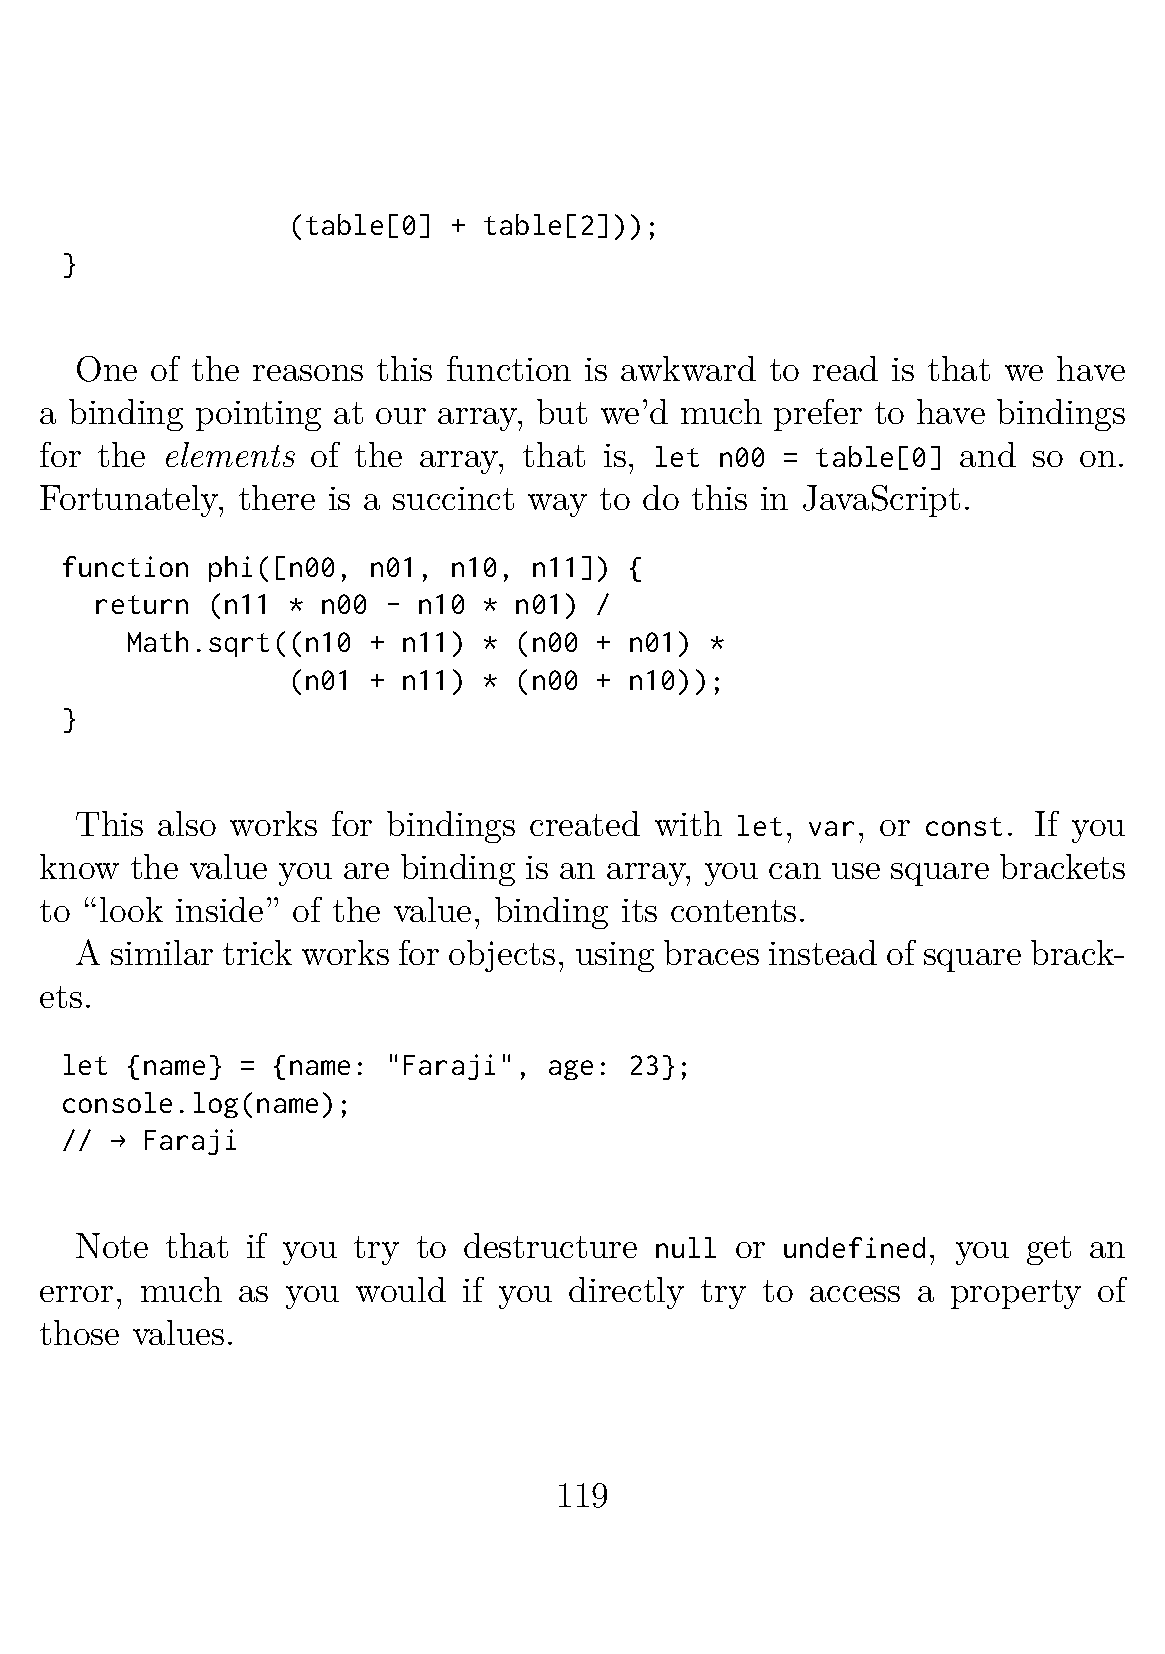 (table[0] + table[2]));
}
One of the reasons this function is awkward to read is that we have
a binding pointing at our array, but we’d much prefer to have bindings
for the elements of the array, that is, let n00 = table[0] and so on.
Fortunately, there is a succinct way to do this in JavaScript.
function phi([n00, n01, n10, n11]) {
  return (n11 * n00 - n10 * n01) /
    Math.sqrt((n10 + n11) * (n00 + n01) *
              (n01 + n11) * (n00 + n10));
}
This also works for bindings created with let, var, or const. If you
know the value you are binding is an array, you can use square brackets
to “look inside” of the value, binding its contents.
A similar trick works for objects, using braces instead of square brack-
ets.
let {name} = {name: "Faraji", age: 23};
console.log(name);
// → Faraji
Note that if you try to destructure null or undefined, you get an
error, much as you would if you directly try to access a property of
those values.
119